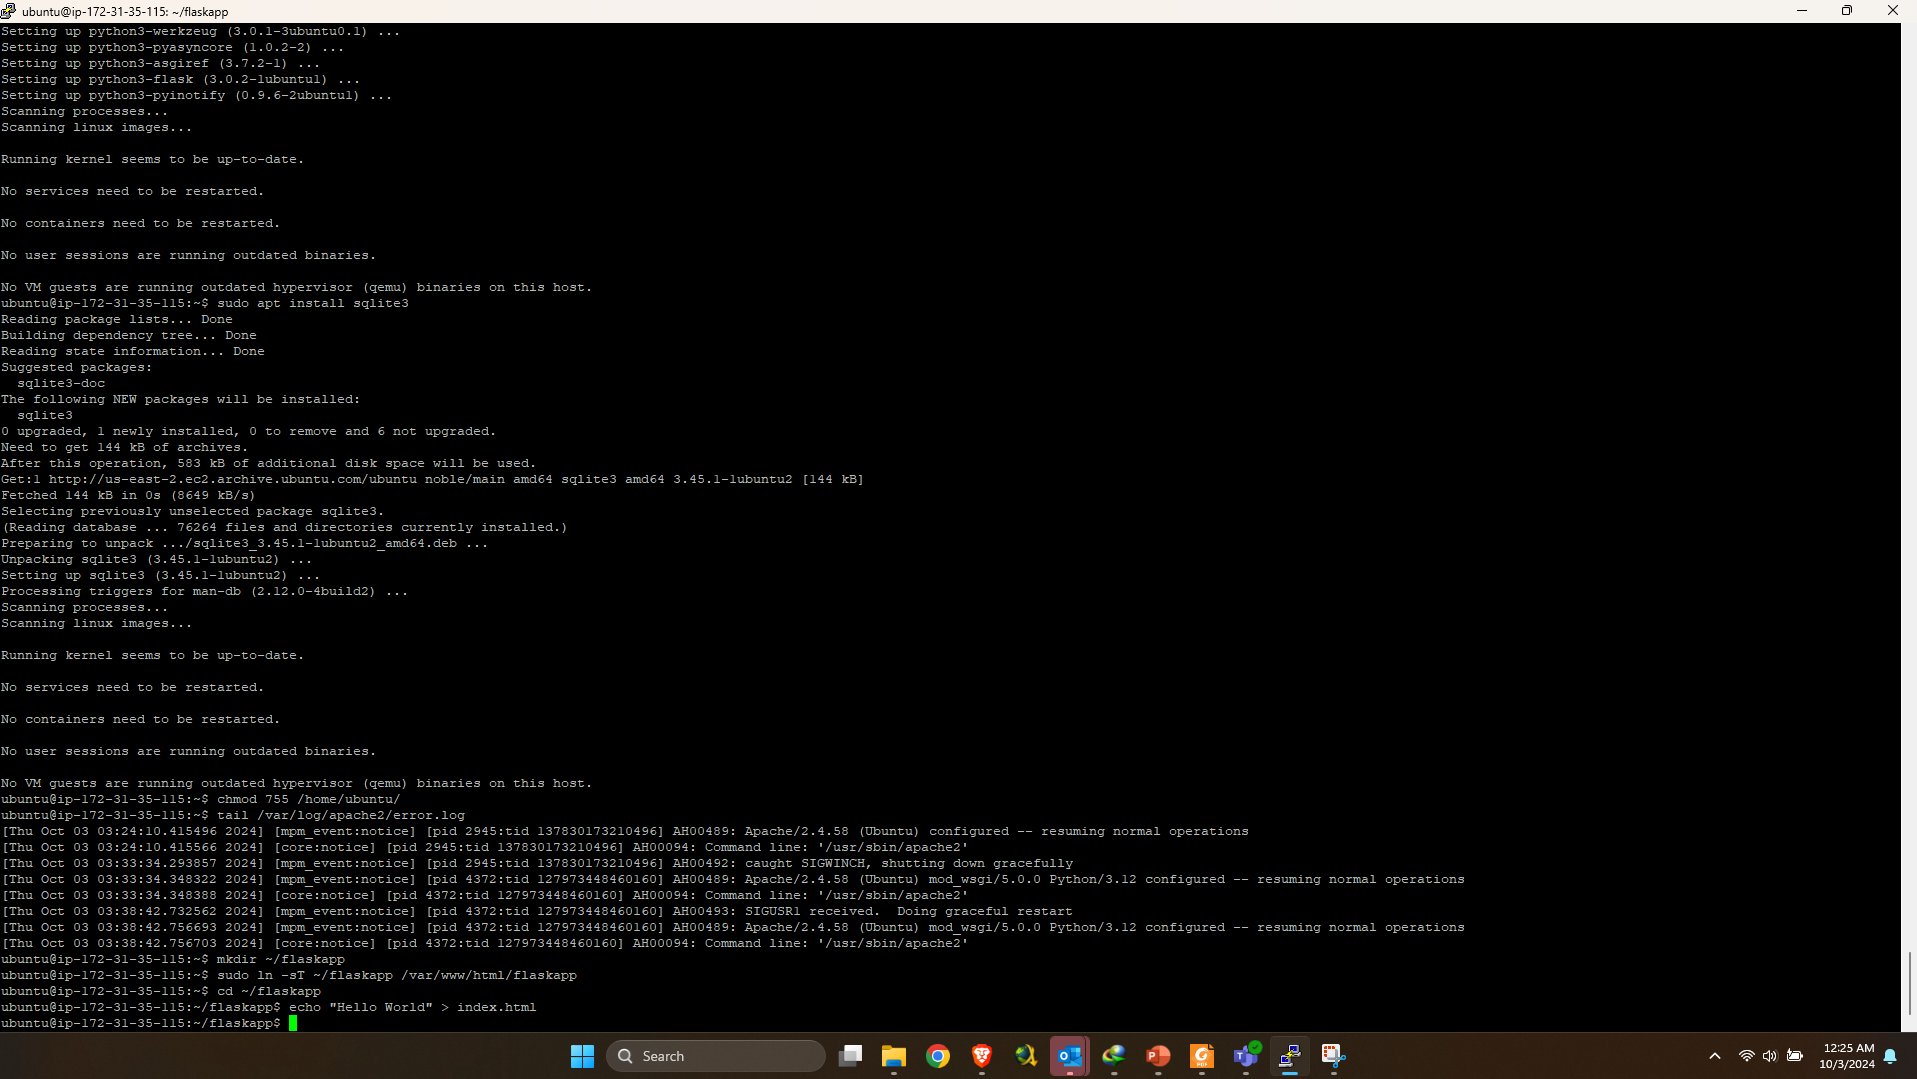 ubuntu@ip-172-31-35-115: ~/flaskapp
Setting up python3-werkzeug (3.0.1-3ubuntu0.1) ...
Setting up python3-pyasyncore (1.0.2-2) ...
Setting up python3-asgiref (3.7.2-1) ...
Setting up python3-flask (3.0.2-1ubuntu1) ...
Setting up python3-pyinotify (0.9.6-2ubuntu1) ...
Scanning processes...
Scanning linux images...
Running kernel seems to be up-to-date.
No services need to be restarted.
No containers need to be restarted.
No user sessions are running outdated binaries.
No VM guests are running outdated hypervisor (qemu) binaries on this host.
ubuntu@ip-172-31-35-115:~$ sudo apt install sqlite3
Reading package lists... Done
Building dependency tree... Done
Reading state information... Done
Suggested packages:
  sqlite3-doc
The following NEW packages will be installed:
  sqlite3
0 upgraded, 1 newly installed, 0 to remove and 6 not upgraded.
Need to get 144 kB of archives.
After this operation, 583 kB of additional disk space will be used.
Get:1 http://us-east-2.ec2.archive.ubuntu.com/ubuntu noble/main amd64 sqlite3 amd64 3.45.1-1ubuntu2 [144 kB]
Fetched 144 kB in 0s (8649 kB/s)
Selecting previously unselected package sqlite3.
(Reading database ... 76264 files and directories currently installed.)
Preparing to unpack .../sqlite3_3.45.1-1ubuntu2_amd64.deb ...
Unpacking sqlite3 (3.45.1-1ubuntu2) ...
Setting up sqlite3 (3.45.1-1ubuntu2) ...
Processing triggers for man-db (2.12.0-4build2) ...
Scanning processes...
Scanning linux images...
Running kernel seems to be up-to-date.
No services need to be restarted.
No containers need to be restarted.
No user sessions are running outdated binaries.
No VM guests are running outdated hypervisor (qemu) binaries on this host.
ubuntu@ip-172-31-35-115:~$ chmod 755 /home/ubuntu/
ubuntu@ip-172-31-35-115:~$ tail /var/log/apache2/error.log
[Thu Oct 03 03:24:10.415496 2024] [mpm_event:notice] [pid 2945:tid 137830173210496] AH00489: Apache/2.4.58 (Ubuntu) configured -- resuming normal operations
[Thu Oct 03 03:24:10.415566 2024] [core:notice] [pid 2945:tid 137830173210496] AH00094: Command line: '/usr/sbin/apache2'
[Thu Oct 03 03:33:34.293857 2024] [mpm_event:notice] [pid 2945:tid 137830173210496] AH00492: caught SIGWINCH, shutting down gracefully
[Thu Oct 03 03:33:34.348322 2024] [mpm_event:notice] [pid 4372:tid 127973448460160] AH00489: Apache/2.4.58 (Ubuntu) mod_wsgi/5.0.0 Python/3.12 configured -- resuming normal operations
[Thu Oct 03 03:33:34.348388 2024] [core:notice] [pid 4372:tid 127973448460160] AH00094: Command line: '/usr/sbin/apache2'
[Thu Oct 03 03:38:42.732562 2024] [mpm_event:notice] [pid 4372:tid 127973448460160] AH00493: SIGUSR1 received.  Doing graceful restart
[Thu Oct 03 03:38:42.756693 2024] [mpm_event:notice] [pid 4372:tid 127973448460160] AH00489: Apache/2.4.58 (Ubuntu) mod_wsgi/5.0.0 Python/3.12 configured -- resuming normal operations
[Thu Oct 03 03:38:42.756703 2024] [core:notice] [pid 4372:tid 127973448460160] AH00094: Command line: '/usr/sbin/apache2'
ubuntu@ip-172-31-35-115:~$ mkdir ~/flaskapp
ubuntu@ip-172-31-35-115:~$ sudo ln -sT ~/flaskapp /var/www/html/flaskapp
ubuntu@ip-172-31-35-115:~$ cd ~/flaskapp
ubuntu@ip-172-31-35-115:~/flaskapp$ echo "Hello World" > index.html
ubuntu@ip-172-31-35-115:~/flaskapp$
Search
12:25 AM
10/3/2024